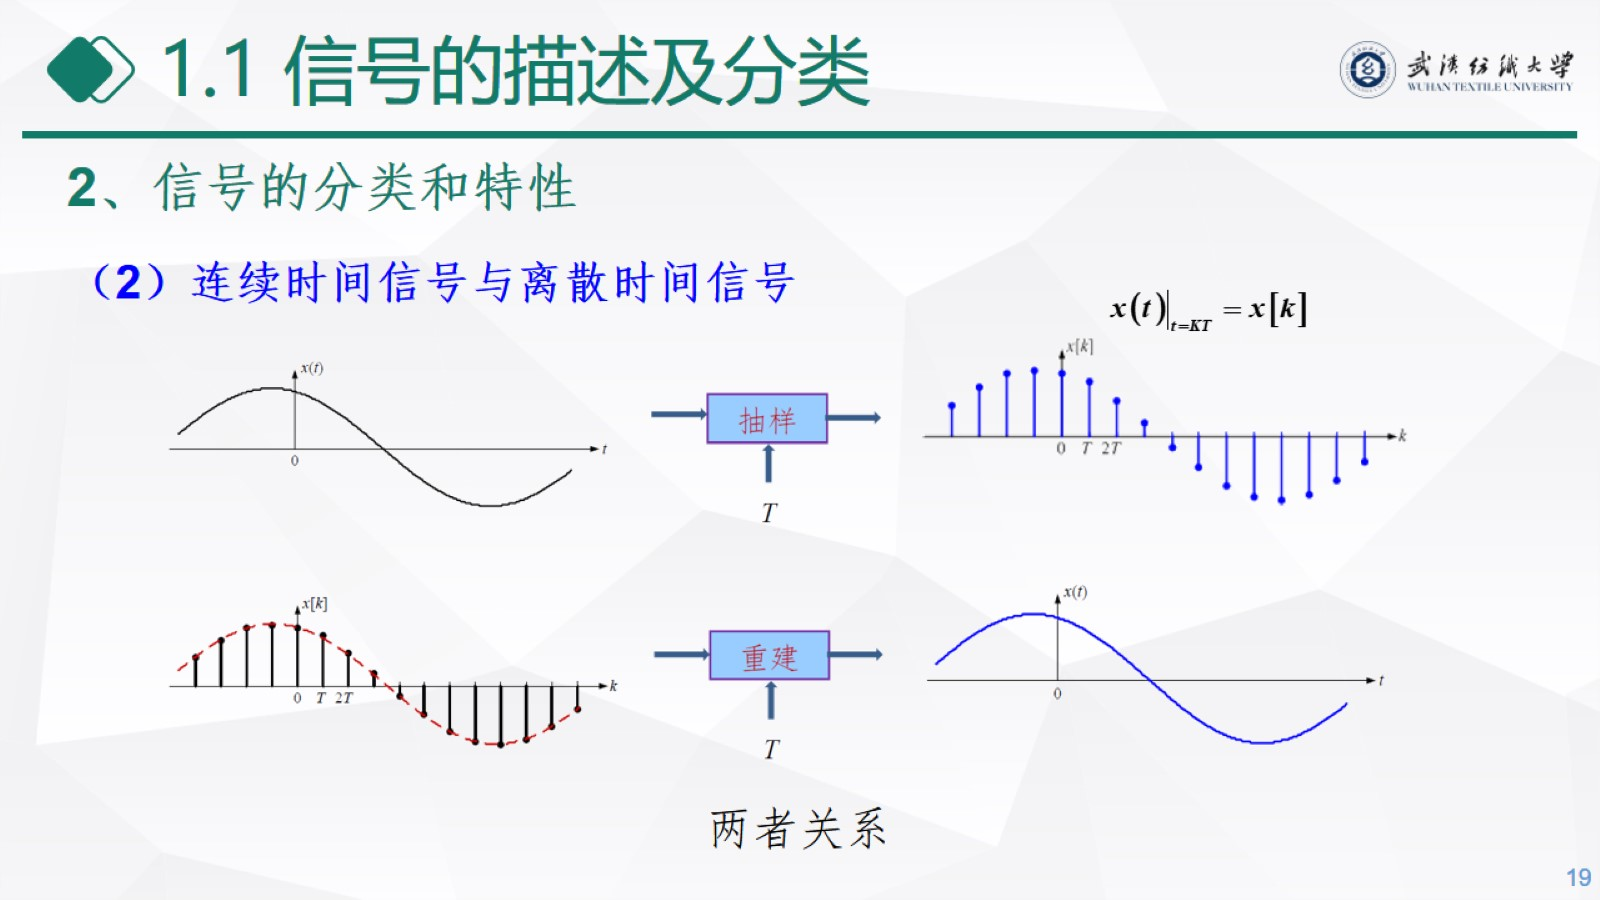 1.1 信号的描述及分类
武汉纺织大学
WUHAN TEXTILE UNIVERSITY
2、信号的分类和特性
（2）连续时间信号与离散时间信号
x(t)|t=KT = x[k]
x(t)
t
0
抽样
T
x[k]
k
0 T 2T
x[k]
k
0 T 2T
重建
T
x(t)
t
0
两者关系
19